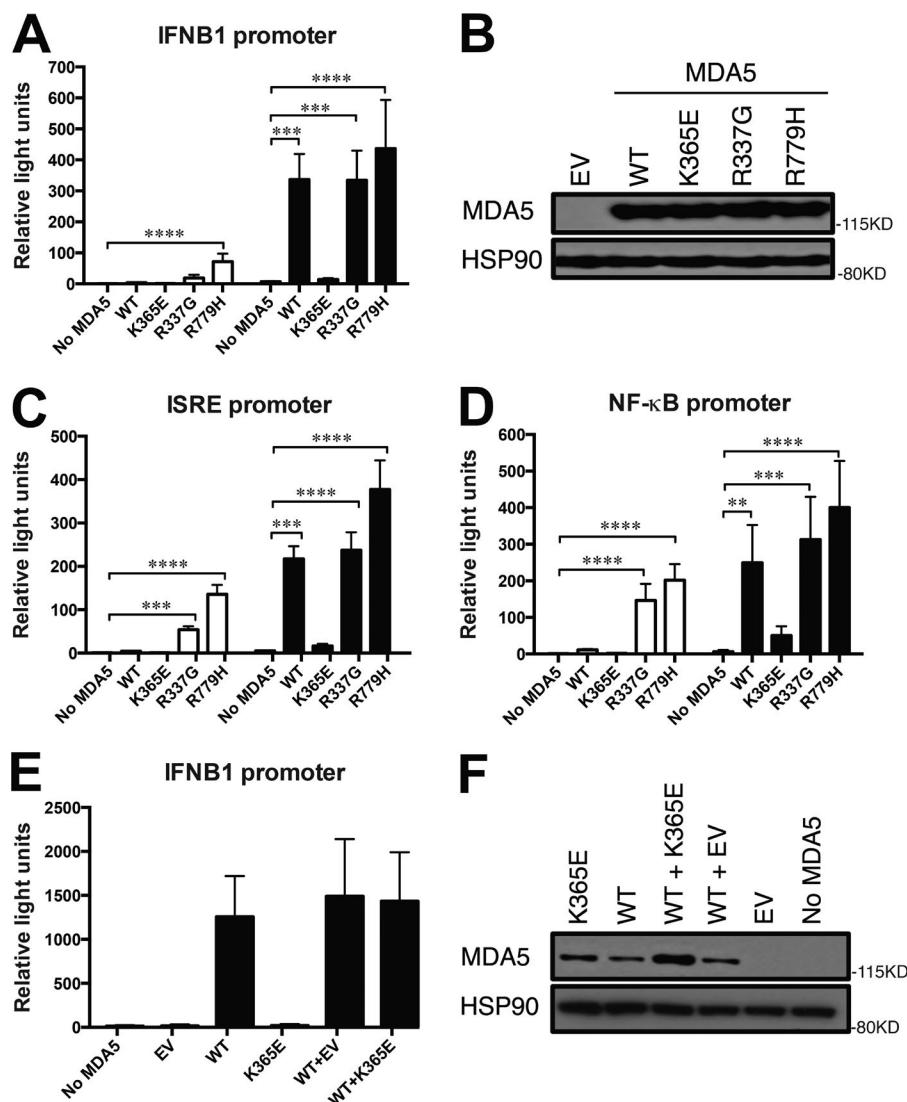 A
IFNB1 promoter
Relative light units
700
600
500
400
300
200
100
0
****
****
***
***
No MDA5
WT
K365E
R337G
R779H
No MDA5
WT
K365E
R337G
R779H
B
MDA5
EV
WT
K365E
R337G
R779H
MDA5
-115KD
HSP90
-80KD
C
ISRE promoter
Relative light units
500
400
300
200
100
0
****
***
****
****
***
No MDA5
WT
K365E
R337G
R779H
No MDA5
WT
K365E
R337G
R779H
D
NF-κB promoter
Relative light units
600
500
400
300
200
100
0
****
****
****
***
**
No MDA5
WT
K365E
R337G
R779H
No MDA5
WT
K365E
R337G
R779H
E
IFNB1 promoter
Relative light units
2500
2000
1500
1000
500
0
No MDA5
EV
WT
K365E
WT+EV
WT+K365E
F
K365E
WT
WT + K365E
WT + EV
EV
No MDA5
MDA5
-115KD
HSP90
-80KD